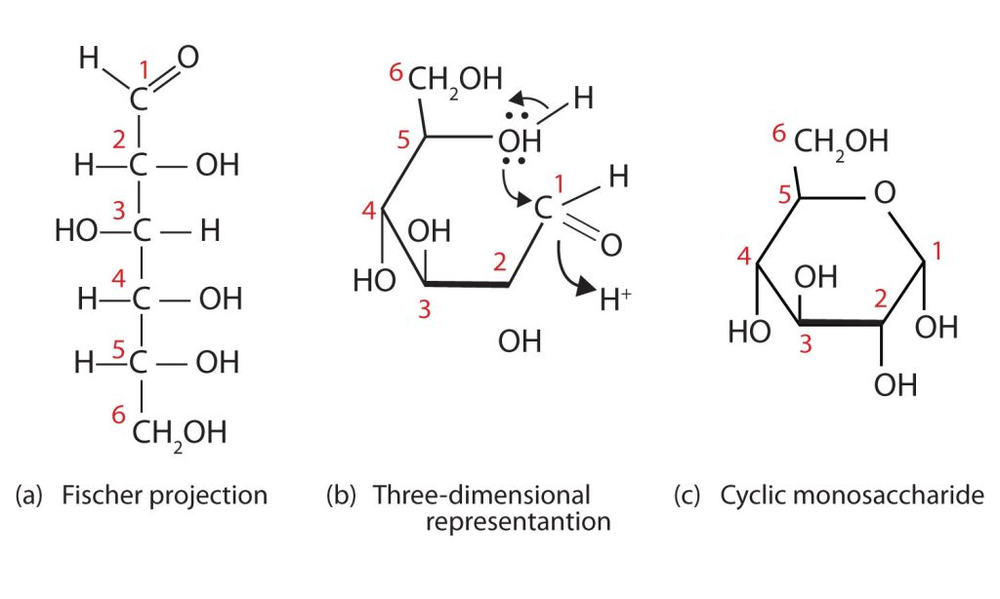 H 1 O
C
2
H—C—OH
3
HO—C—H
4
H—C—OH
5
H—C—OH
6
CH₂OH
(a) Fischer projection
6 CH₂OH
H
5 OH
1 H
C
4 OH O
2
HO H⁺
3
OH
(b) Three-dimensional
representantion
6 CH₂OH
5 O
4 1
OH 2
HO 3 OH
OH
(c) Cyclic monosaccharide